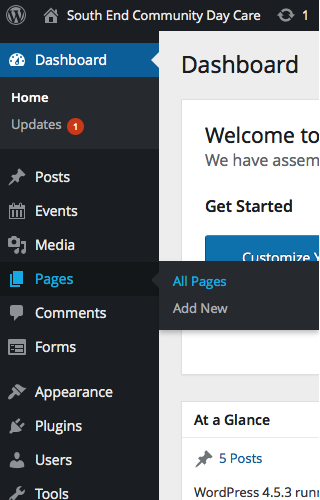 South End Community Day Care 1
Dashboard
Home
Updates 1
Posts
Events
Media
Pages
All Pages
Add New
Comments
Forms
Appearance
Plugins
Users
Tools
Dashboard
Welcome to
We have assem
Get Started
Customize Y
At a Glance
5 Posts
WordPress 4.5.3 runn